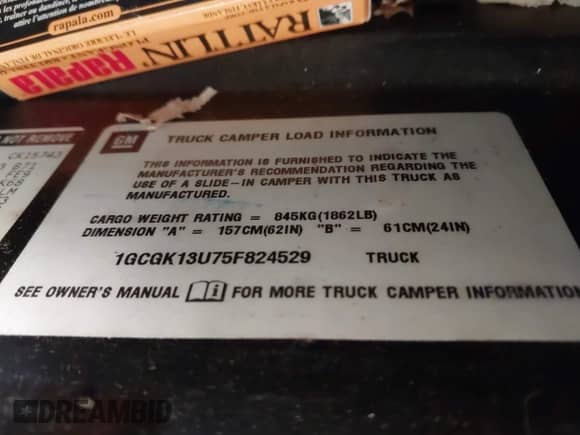 rapala.com
RATTLIN'
Rapala
NOT REMOVE
CK15743
GM
TRUCK CAMPER LOAD INFORMATION
THIS INFORMATION IS FURNISHED TO INDICATE THE
MANUFACTURER'S RECOMMENDATION REGARDING THE
USE OF A SLIDE-IN CAMPER WITH THIS TRUCK AS
MANUFACTURED.
CARGO WEIGHT RATING = 845KG(1862LB)
DIMENSION "A" = 157CM(62IN) "B" = 61CM(24IN)
1GCGK13U75F824529 TRUCK
SEE OWNER'S MANUAL FOR MORE TRUCK CAMPER INFORMATION
DREAMBID